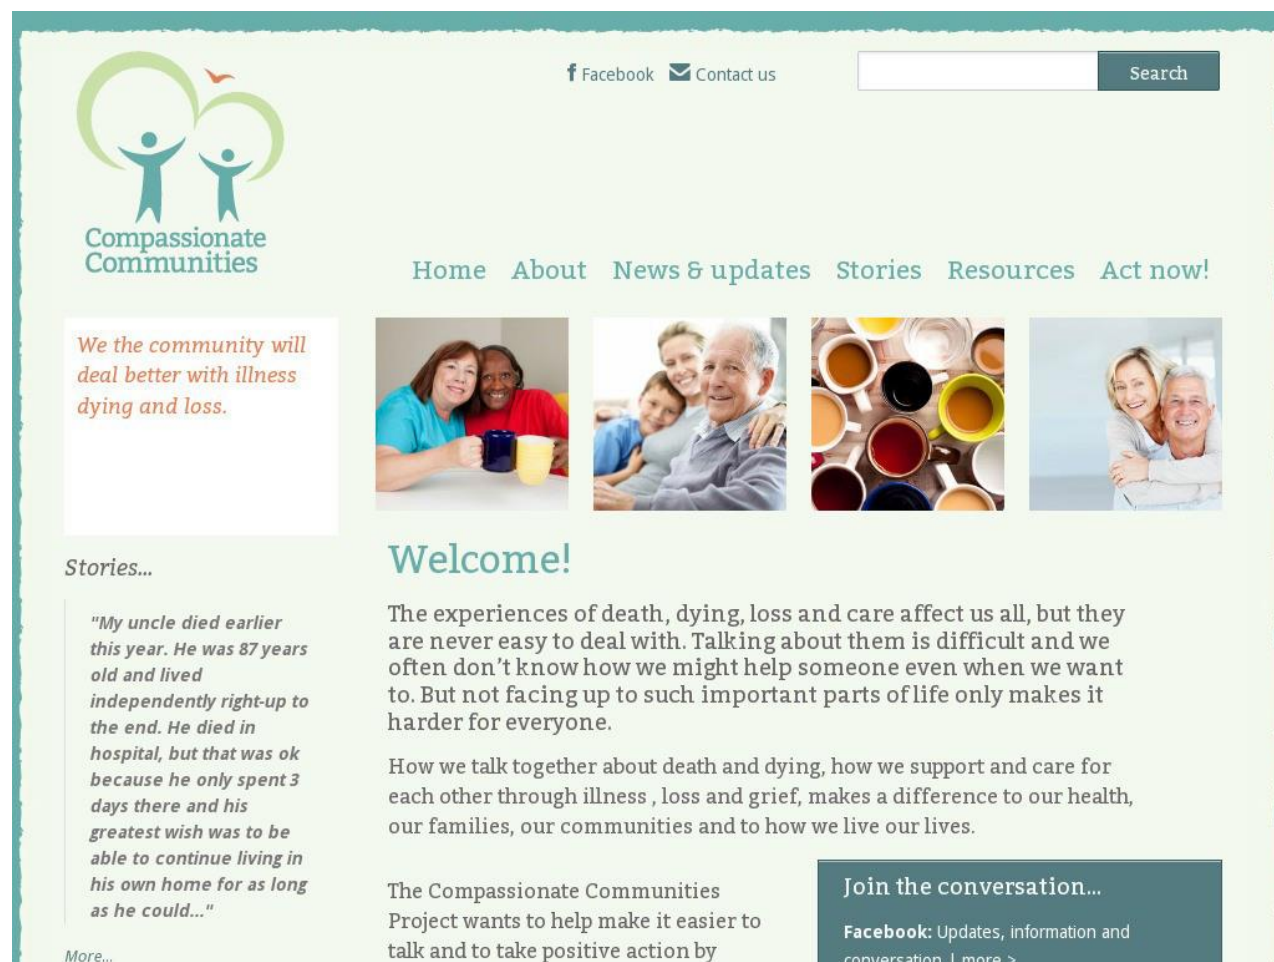 Facebook
Contact us
Search
Compassionate
Communities
Home About News & updates Stories Resources Act now!
We the community will
deal better with illness
dying and loss.
Stories...
"My uncle died earlier
this year. He was 87 years
old and lived
independently right-up to
the end. He died in
hospital, but that was ok
because he only spent 3
days there and his
greatest wish was to be
able to continue living in
his own home for as long
as he could..."
More...
Welcome!
The experiences of death, dying, loss and care affect us all, but they
are never easy to deal with. Talking about them is difficult and we
often don't know how we might help someone even when we want
to. But not facing up to such important parts of life only makes it
harder for everyone.
How we talk together about death and dying, how we support and care for
each other through illness , loss and grief, makes a difference to our health,
our families, our communities and to how we live our lives.
The Compassionate Communities
Project wants to help make it easier to
talk and to take positive action by
Join the conversation...
Facebook: Updates, information and
conversation | more >